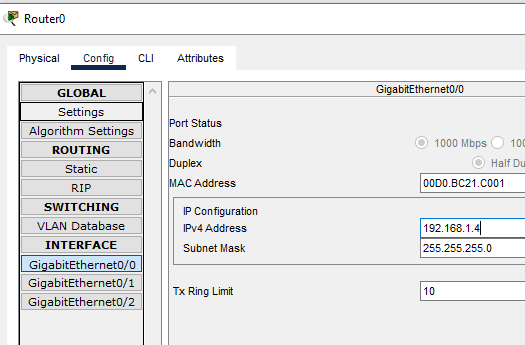 Router0
Physical Config CLI Attributes
GLOBAL
Settings
Algorithm Settings
ROUTING
Static
RIP
SWITCHING
VLAN Database
INTERFACE
GigabitEthernet0/0
GigabitEthernet0/1
GigabitEthernet0/2
GigabitEthernet0/0
Port Status
Bandwidth 1000 Mbps 100
Duplex Half Du
MAC Address 00D0.BC21.C001
IP Configuration
IPv4 Address 192.168.1.4
Subnet Mask 255.255.255.0
Tx Ring Limit 10